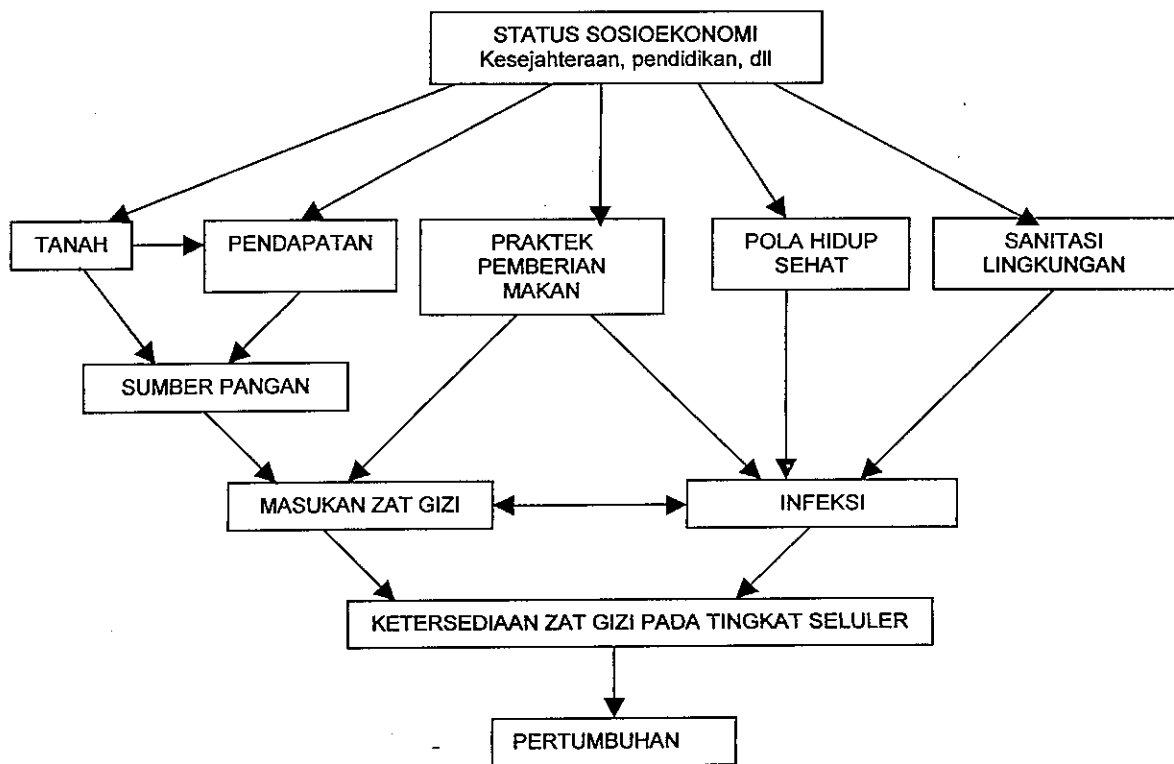 STATUS SOSIOEKONOMI
Kesejahteraan, pendidikan, dll
TANAH
PENDAPATAN
PRAKTEK
PEMBERIAN
MAKAN
POLA HIDUP
SEHAT
SANITASI
LINGKUNGAN
SUMBER PANGAN
MASUKAN ZAT GIZI
INFEKSI
KETERSEDIAAN ZAT GIZI PADA TINGKAT SELULER
PERTUMBUHAN